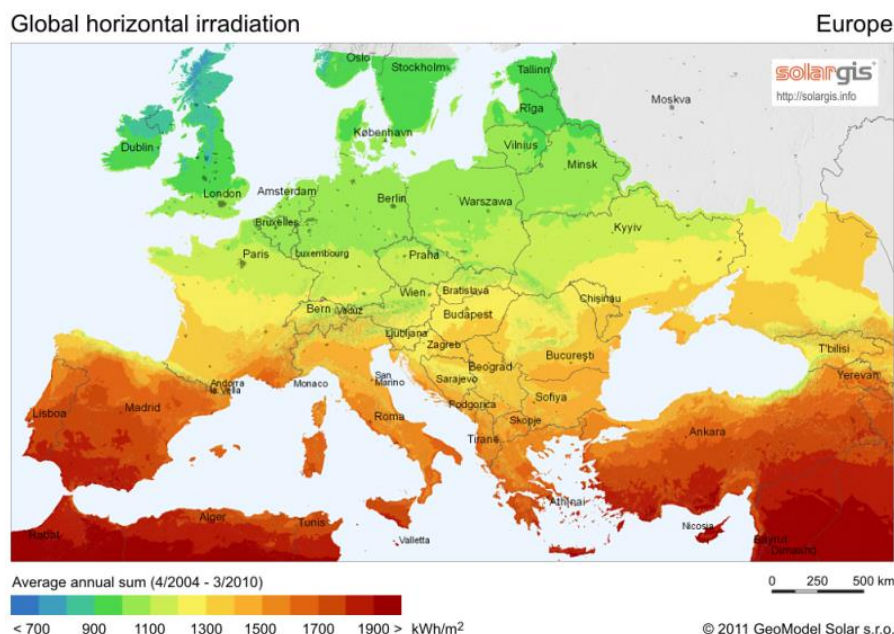 Global horizontal irradiation
Europe
solargis
http://solargis.info
Oslo
Stockholm
Tallinn
Rīga
Moskva
København
Vilnius
Minsk
Dublin
London
Amsterdam
Berlin
Warszawa
Bruxelles
Kyyiv
Paris
Luxembourg
Praha
Wien
Bratislava
Bern
Vaduz
Budapest
Chişinău
Ljubljana
Zagreb
Beograd
Bucureşti
T'bilisi
Yerevan
Andorra
la Vella
Monaco
San
Marino
Sarajevo
Podgorica
Sofiya
Skopje
Lisboa
Madrid
Roma
Tiranë
Ankara
Athínai
Alger
Tunis
Valletta
Nicosia
Rabat
Bayrut
Dimashq
Average annual sum (4/2004 - 3/2010)
< 700 900 1100 1300 1500 1700 1900 > kWh/m²
0 250 500 km
© 2011 GeoModel Solar s.r.o.